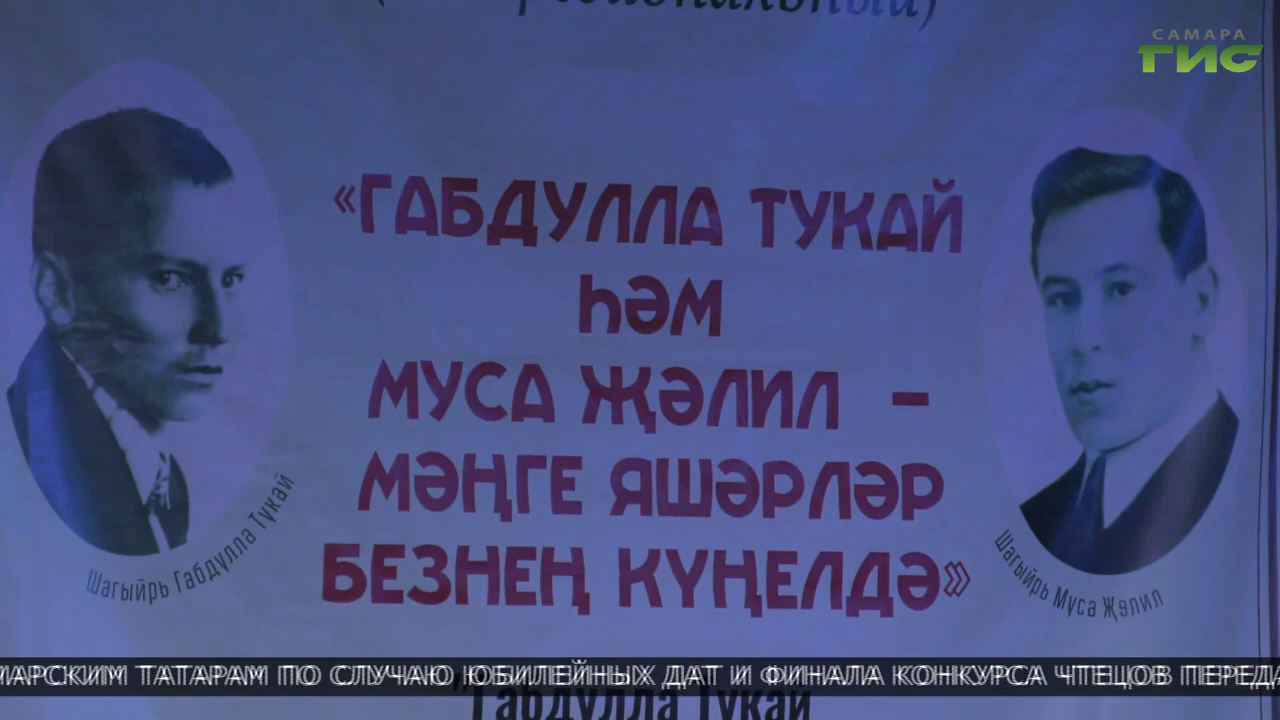 САМАРА
ГИС
«ГАБДУЛЛА ТУКАЙ
ҺӘМ
МУСА ҖӘЛИЛ –
МӘҢГЕ ЯШӘРЛӘР
БЕЗНЕҢ КҮҢЕЛДӘ»
Шагыйрь Габдулла Тукай
Шагыйрь Муса Җәлил
МАРСКИМ ТАТАРАМ ПО СЛУЧАЮ ЮБИЛЕЙНЫХ ДАТ И ФИНАЛА КОНКУРСА ЧТЕЦОВ ПЕРЕДА
"Габдулла Тукай